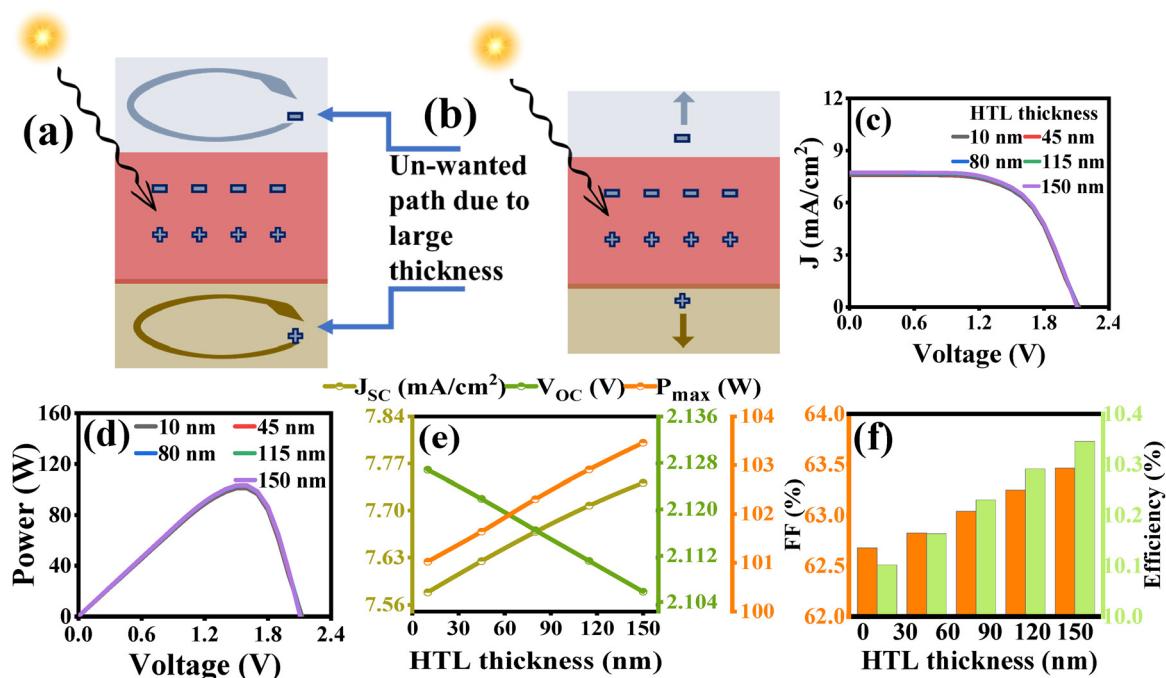 (a)
Un-wanted
path due to
large
thickness
(b)
(c)
HTL thickness
10 nm 45 nm
80 nm 115 nm
150 nm
J (mA/cm²)
12
9
6
3
0
0.0 0.6 1.2 1.8 2.4
Voltage (V)
J_SC (mA/cm²) V_OC (V) P_max (W)
(d)
10 nm 45 nm
80 nm 115 nm
150 nm
Power (W)
160
120
80
40
0
0.0 0.6 1.2 1.8 2.4
Voltage (V)
(e)
7.84
7.77
7.70
7.63
7.56
2.136
2.128
2.120
2.112
2.104
104
103
102
101
100
0 30 60 90 120 150
HTL thickness (nm)
(f)
FF (%)
64.0
63.5
63.0
62.5
62.0
10.4
10.3
10.2
10.1
10.0
Efficiency (%)
0 30 60 90 120 150
HTL thickness (nm)